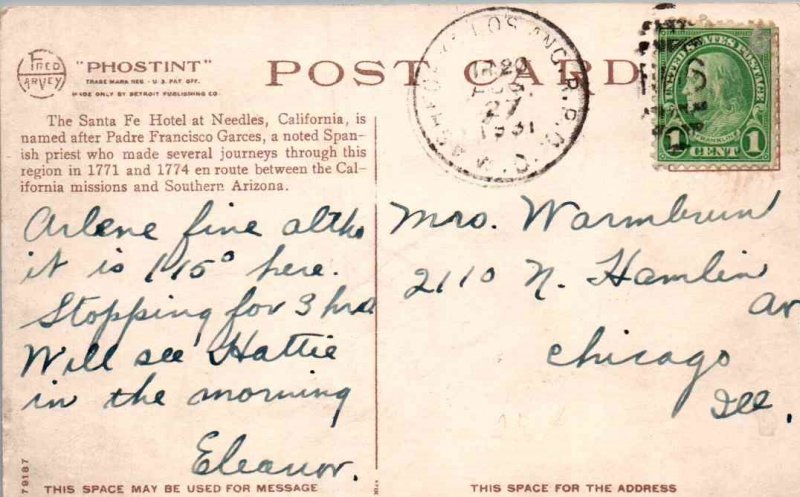 FRED
HARVEY
"PHOSTINT"
TRADE MARK REG. U.S. PAT. OFF.
MADE ONLY BY DETROIT PUBLISHING CO.
POST CARD
The Santa Fe Hotel at Needles, California, is
named after Padre Francisco Garces, a noted Span-
ish priest who made several journeys through this
region in 1771 and 1774 en route between the Cal-
ifornia missions and Southern Arizona.
Arlene fine altho
it is 115° here.
Stopping for 3 hrs
Will see Hattie
in the morning
Eleanor.
79187
THIS SPACE MAY BE USED FOR MESSAGE
LOS ANG. R.P.O.
27
1931
UNITED STATES POSTAGE
1 CENT 1
Mrs. Warmbrund
2110 N. Hamlin
av
Chicago
Ill.
THIS SPACE FOR THE ADDRESS